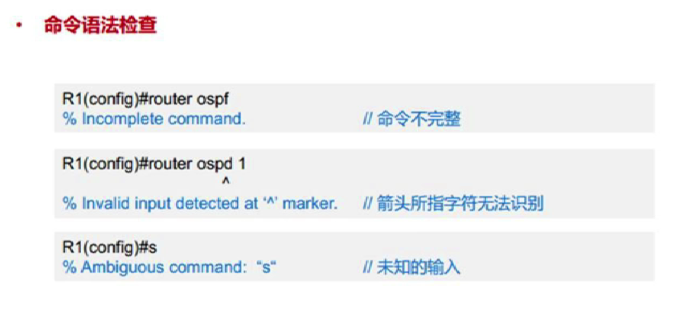 • 命令语法检查
R1(config)#router ospf
% Incomplete command. // 命令不完整
R1(config)#router ospd 1
^
% Invalid input detected at ‘^’ marker. // 箭头所指字符无法识别
R1(config)#s
% Ambiguous command: “s“ // 未知的输入